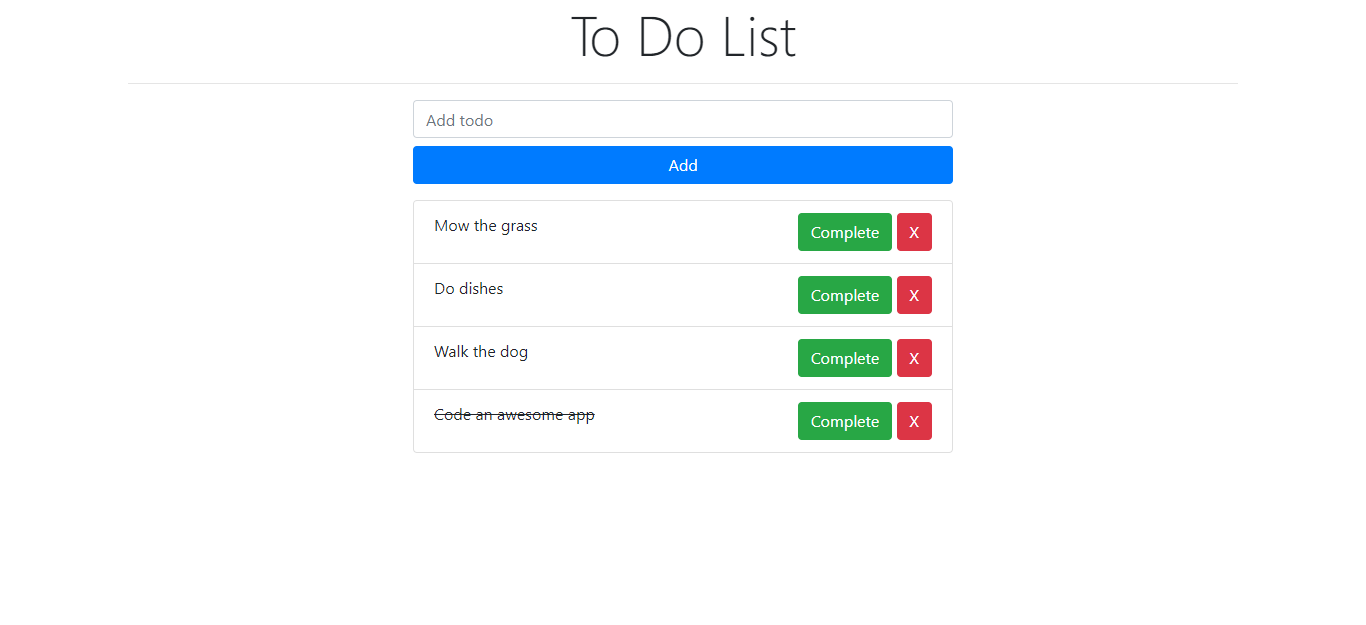 To Do List
Add todo
Add
Mow the grass Complete X
Do dishes Complete X
Walk the dog Complete X
Code an awesome app Complete X